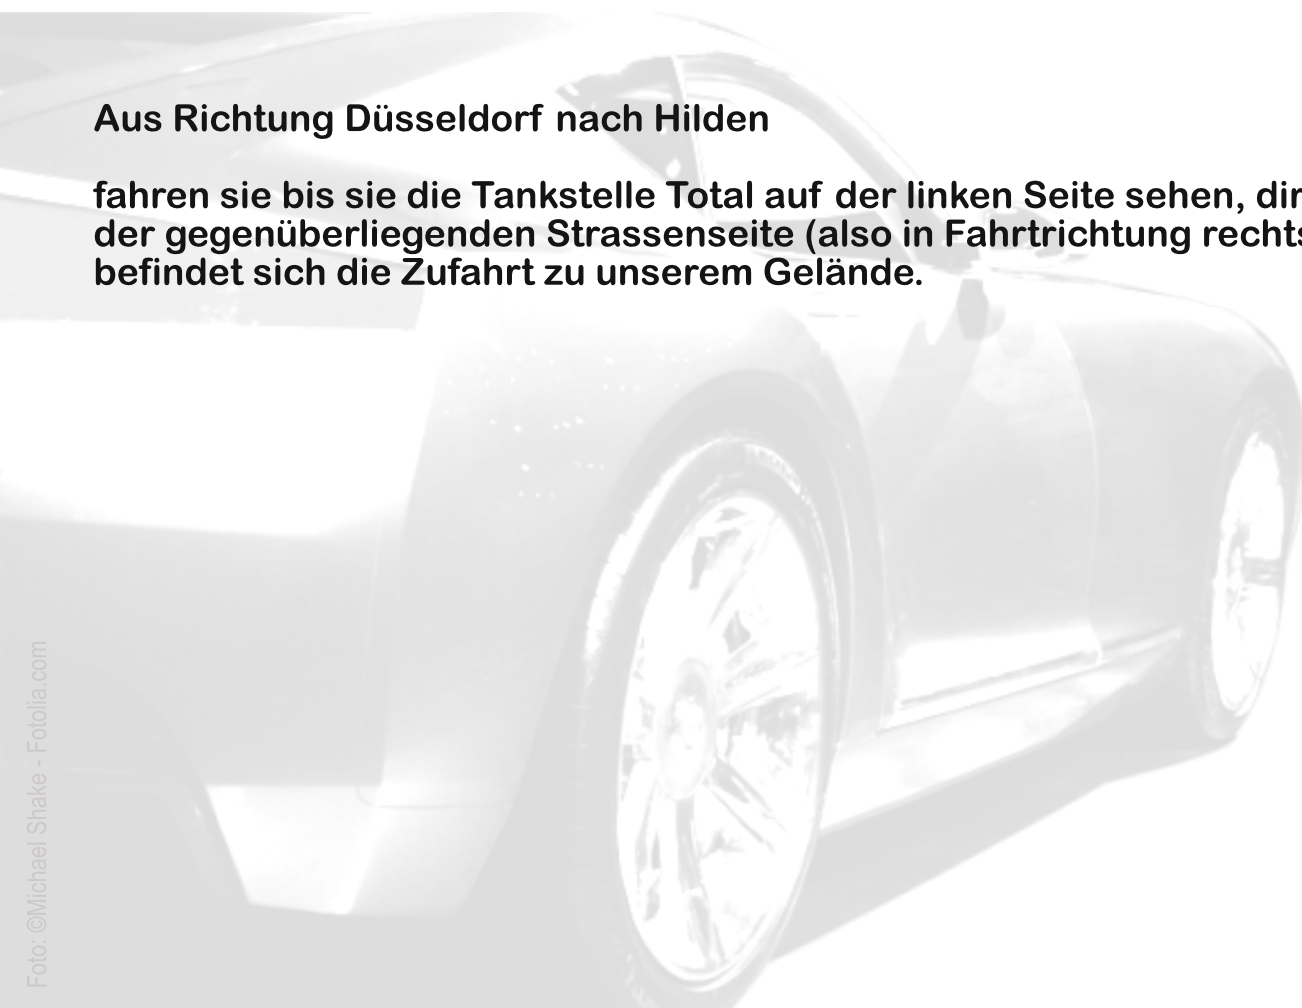 Aus Richtung Düsseldorf nach Hilden
fahren sie bis sie die Tankstelle Total auf der linken Seite sehen,
der gegenüberliegenden Strassenseite (also in Fahrtrichtung rechts
befindet sich die Zufahrt zu unserem Gelände.
Foto: ©Michael Shake - Fotolia.com